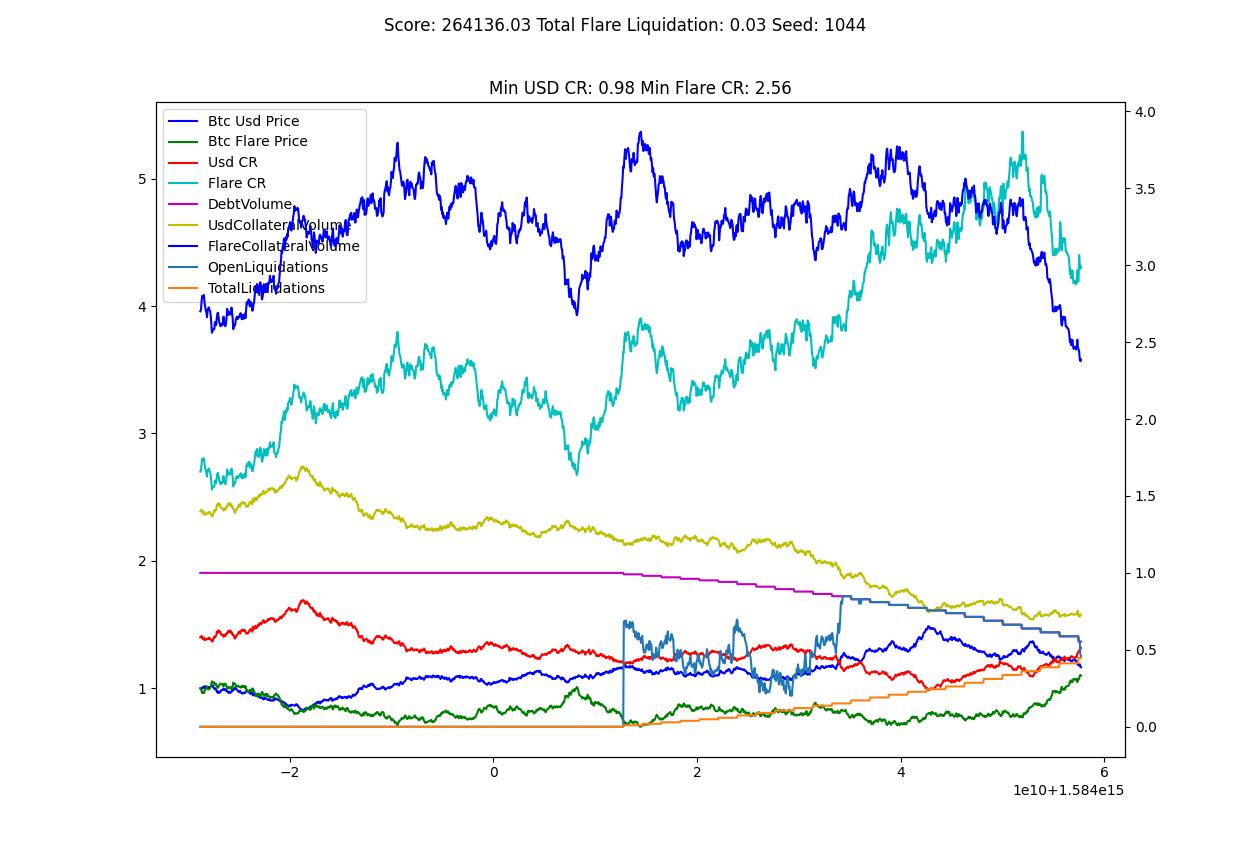 Score: 264136.03 Total Flare Liquidation: 0.03 Seed: 1044
Min USD CR: 0.98 Min Flare CR: 2.56
Btc Usd Price
Btc Flare Price
Usd CR
Flare CR
DebtVolume
UsdCollateralVolume
FlareCollateralVolume
OpenLiquidations
TotalLiquidations
5
4
3
2
1
4.0
3.5
3.0
2.5
2.0
1.5
1.0
0.5
0.0
−2 0 2 4 6
1e10+1.584e15